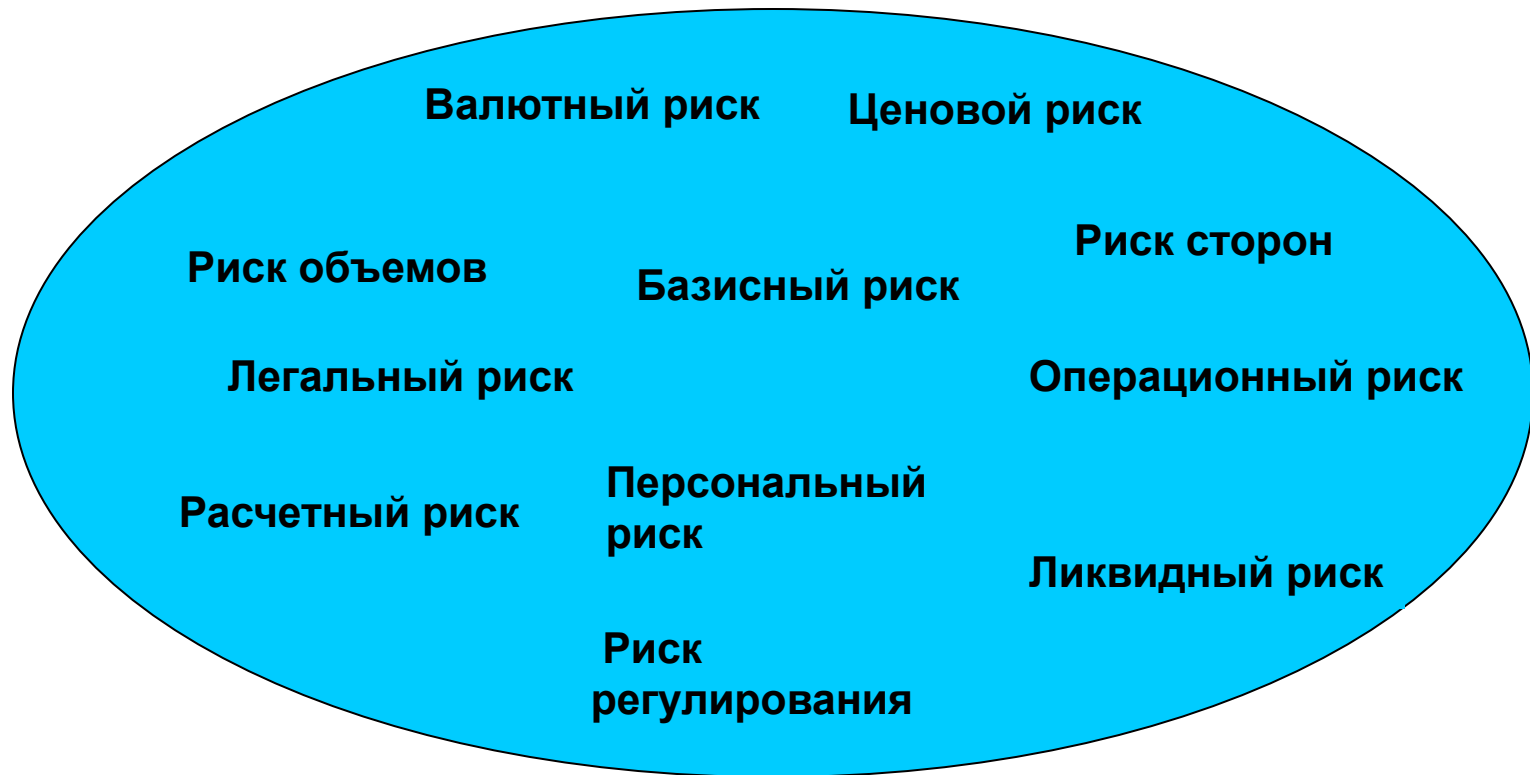 Валютный риск
Ценовой риск
Риск сторон
Риск объемов
Базисный риск
Легальный риск
Операционный риск
Персональный
риск
Расчетный риск
Ликвидный риск
Риск
регулирования